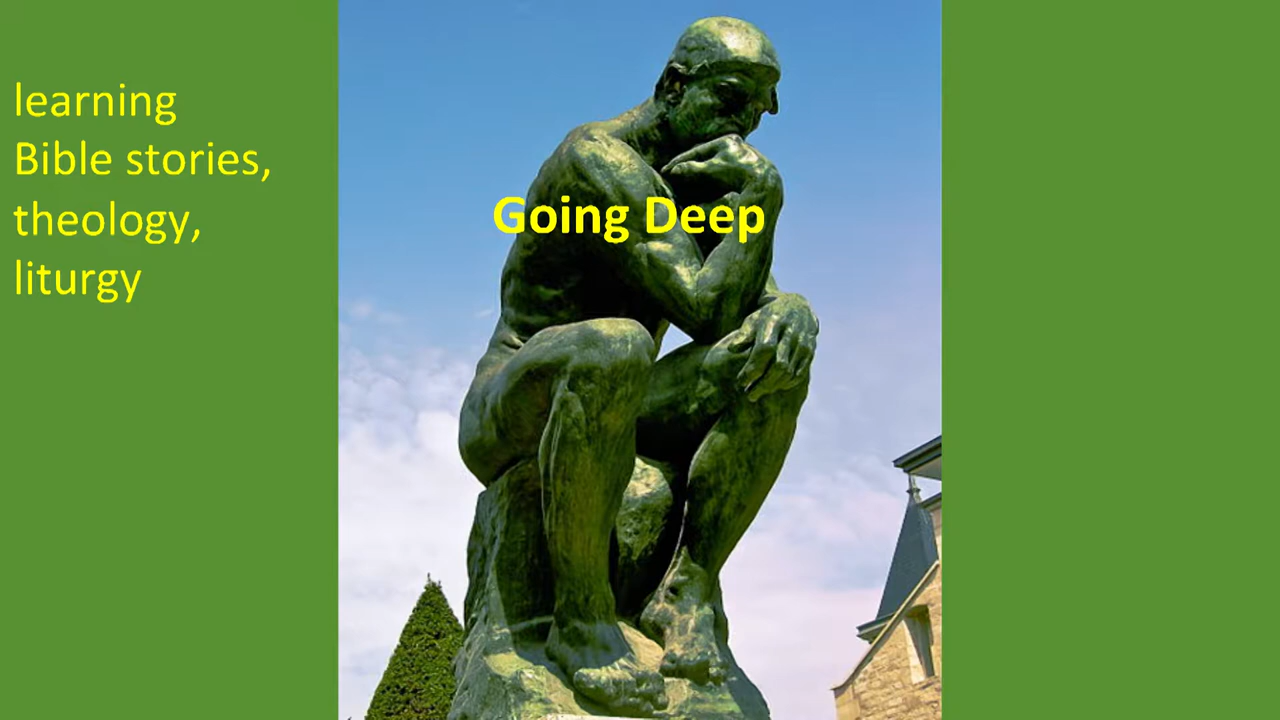 learning
Bible stories,
theology,
liturgy
Going Deep